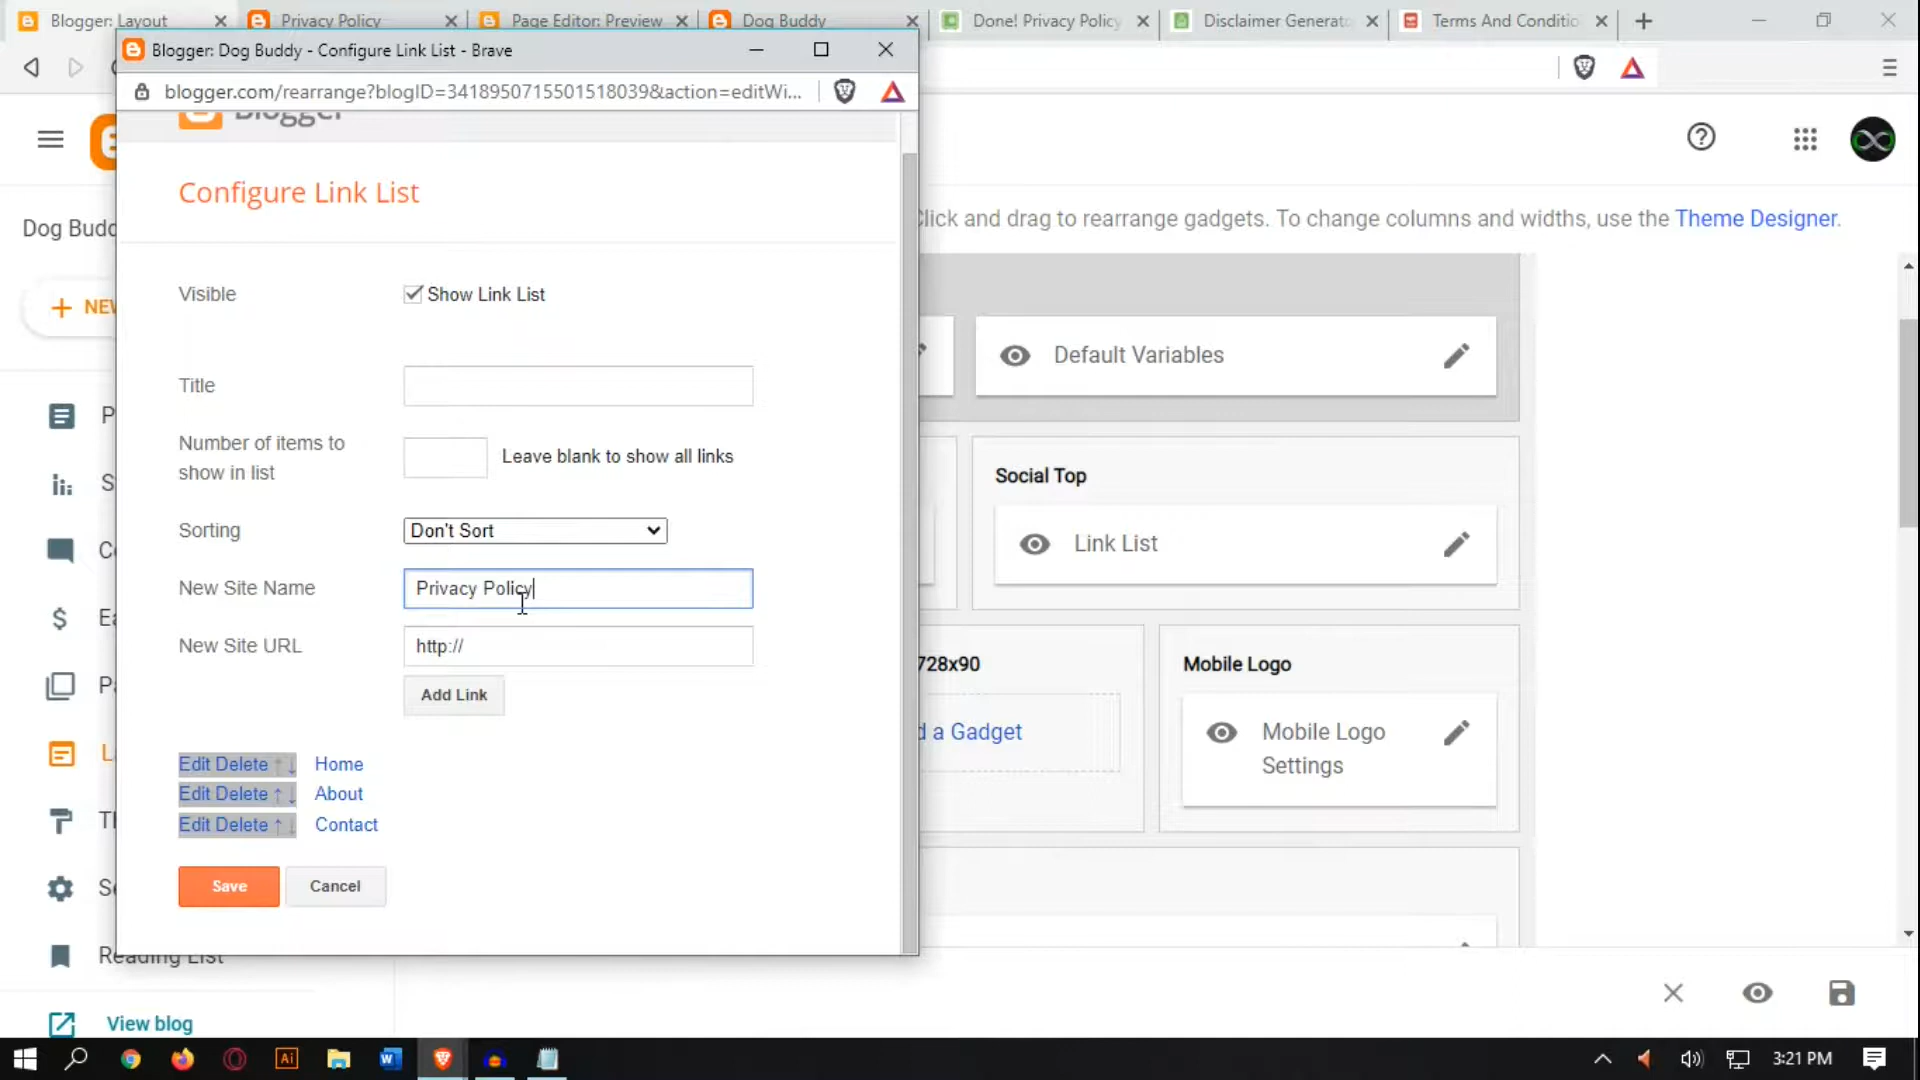 Blogger: Layout
Privacy Policy
Page Editor: Preview
Dog Buddy
Done! Privacy Policy
Disclaimer Generato
Terms And Conditio
Blogger: Dog Buddy - Configure Link List - Brave
blogger.com/rearrange?blogID=3418950715501518039&action=editWi...
Blogger
Configure Link List
Dog Budd
Click and drag to rearrange gadgets. To change columns and widths, use the Theme Designer.
NEW
Visible
Show Link List
Default Variables
Title
Number of items to
show in list
Leave blank to show all links
Social Top
Sorting
Don't Sort
Link List
New Site Name
Privacy Policy
New Site URL
http://
Add Link
728x90
Mobile Logo
d a Gadget
Mobile Logo
Settings
Edit Delete ↑ ↓ Home
Edit Delete ↑ ↓ About
Edit Delete ↑ ↓ Contact
Save
Cancel
Reading List
View blog
3:21 PM